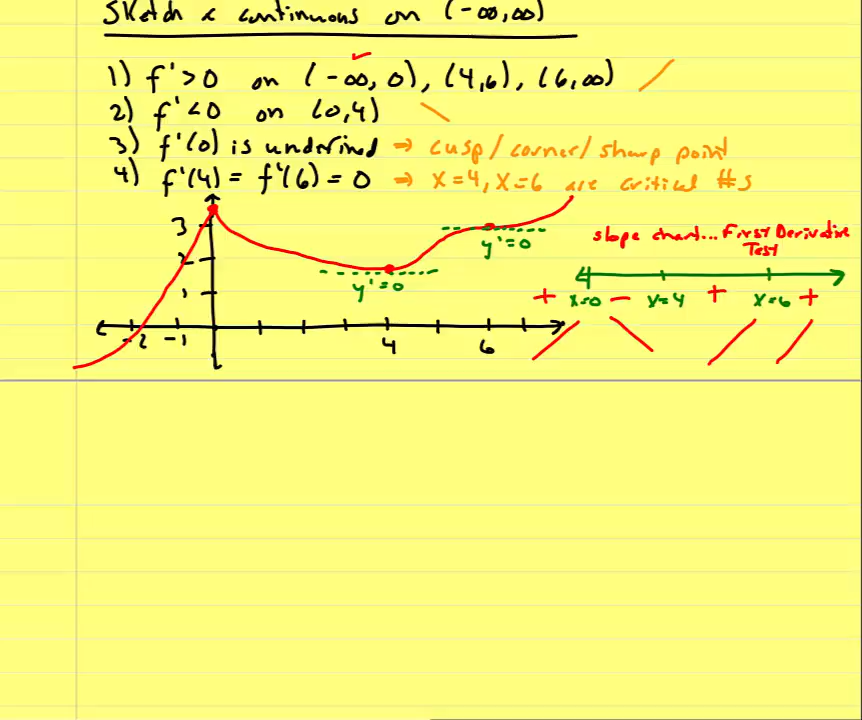 Sketch a continuous on (-∞,∞)
1) f'>0 on (-∞, 0), (4,6), (6,∞)
2) f'<0 on (0,4)
3) f'(0) is undefined → cusp/corner/sharp point
4) f'(4) = f'(6) = 0 → x=4, x=6 are critical #s
3
2
1
-2 -1 4 6
y'=0
y'=0
slope chart... First Derivative
Test
+ x=0 - x=4 + x=6 +